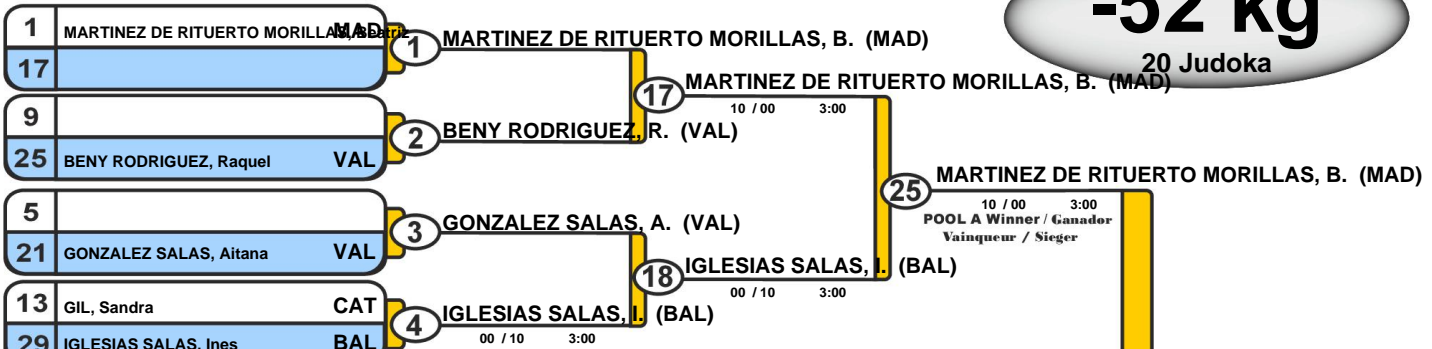 -52 kg
20 Judoka
1 MARTINEZ DE RITUERTO MORILLAS, Beatriz MAD
17
9
25 BENY RODRIGUEZ, Raquel VAL
5
21 GONZALEZ SALAS, Aitana VAL
13 GIL, Sandra CAT
29 IGLESIAS SALAS, Ines BAL
1 MARTINEZ DE RITUERTO MORILLAS, B. (MAD)
2 BENY RODRIGUEZ, R. (VAL)
3 GONZALEZ SALAS, A. (VAL)
4 IGLESIAS SALAS, I. (BAL)
00 / 10 3:00
17 MARTINEZ DE RITUERTO MORILLAS, B. (MAD)
10 / 00 3:00
18 IGLESIAS SALAS, I. (BAL)
00 / 10 3:00
25 MARTINEZ DE RITUERTO MORILLAS, B. (MAD)
10 / 00 3:00
POOL A Winner / Ganador
Vainqueur / Sieger